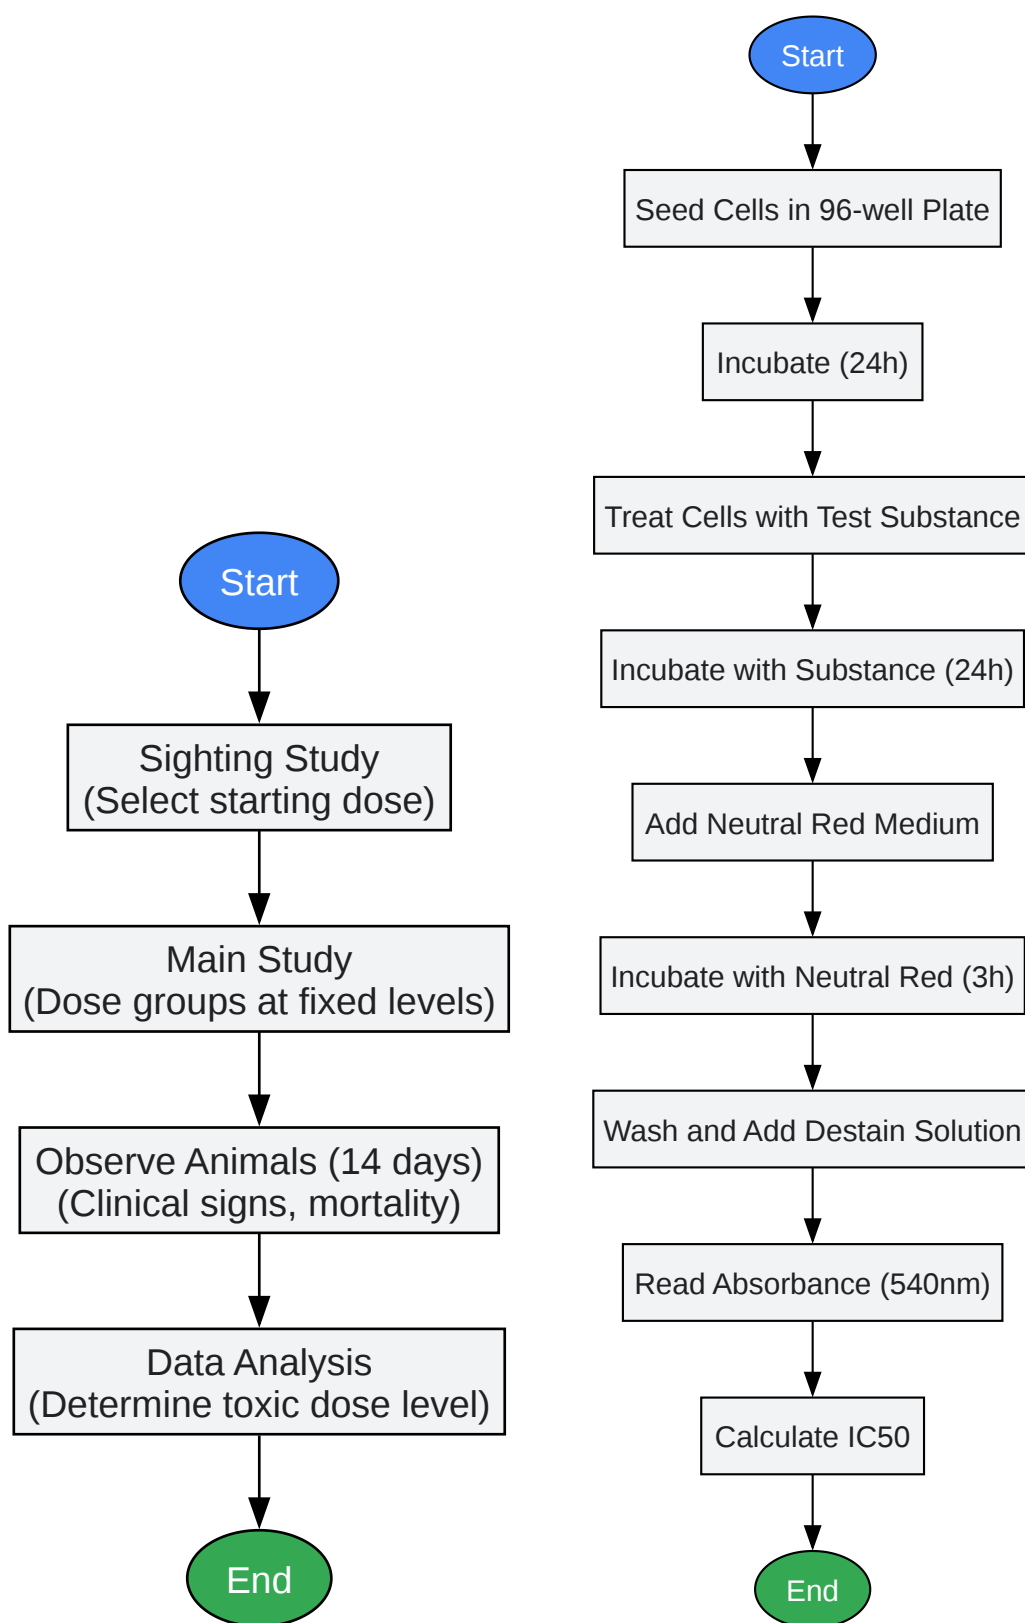 Start
Sighting Study
(Select starting dose)
Main Study
(Dose groups at fixed levels)
Observe Animals (14 days)
(Clinical signs, mortality)
Data Analysis
(Determine toxic dose level)
End
Start
Seed Cells in 96-well Plate
Incubate (24h)
Treat Cells with Test Substance
Incubate with Substance (24h)
Add Neutral Red Medium
Incubate with Neutral Red (3h)
Wash and Add Destain Solution
Read Absorbance (540nm)
Calculate IC50
End